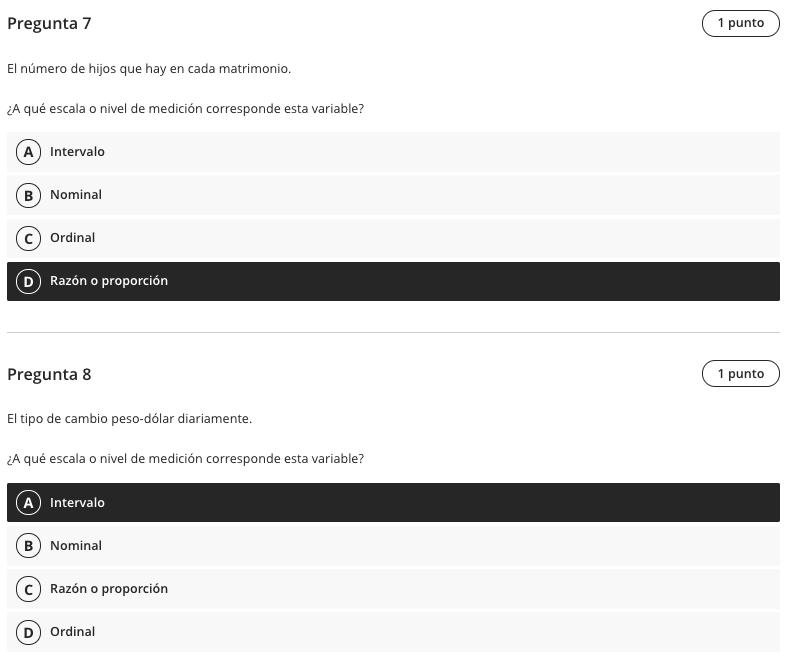 Pregunta 7
1 punto
El número de hijos que hay en cada matrimonio.
¿A qué escala o nivel de medición corresponde esta variable?
A Intervalo
B Nominal
C Ordinal
D Razón o proporción
Pregunta 8
1 punto
El tipo de cambio peso-dólar diariamente.
¿A qué escala o nivel de medición corresponde esta variable?
A Intervalo
B Nominal
C Razón o proporción
D Ordinal